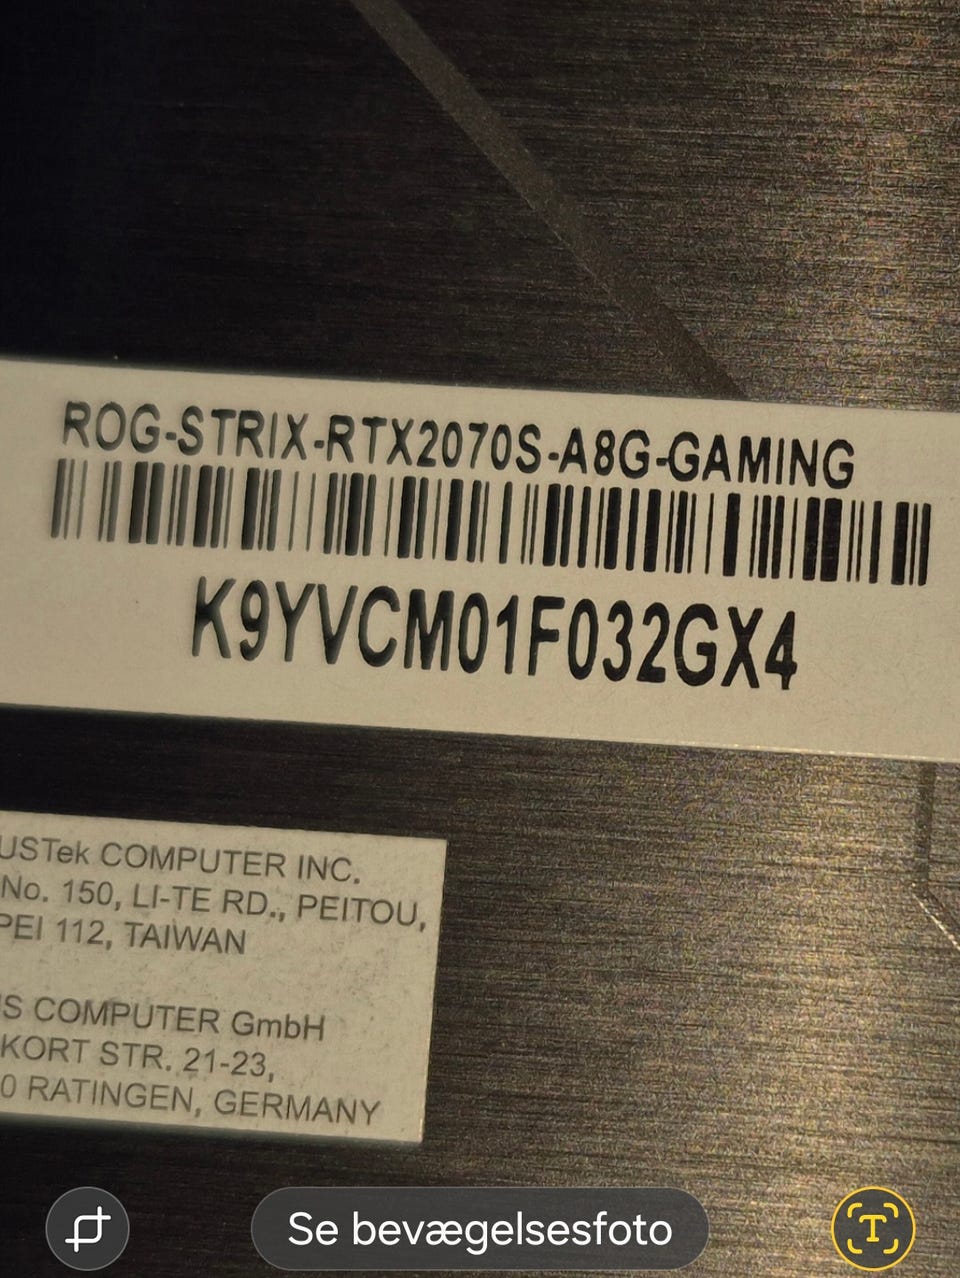 ROG-STRIX-RTX2070S-A8G-GAMING
K9YVCM01F032GX4
USTek COMPUTER INC.
No. 150, LI-TE RD., PEITOU,
PEI 112, TAIWAN
S COMPUTER GmbH
KORT STR. 21-23,
0 RATINGEN, GERMANY
Se bevægelsesfoto
T